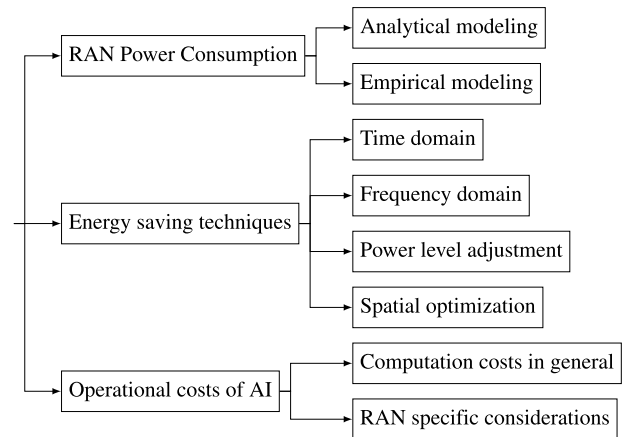 RAN Power Consumption
Analytical modeling
Empirical modeling
Energy saving techniques
Time domain
Frequency domain
Power level adjustment
Spatial optimization
Operational costs of AI
Computation costs in general
RAN specific considerations